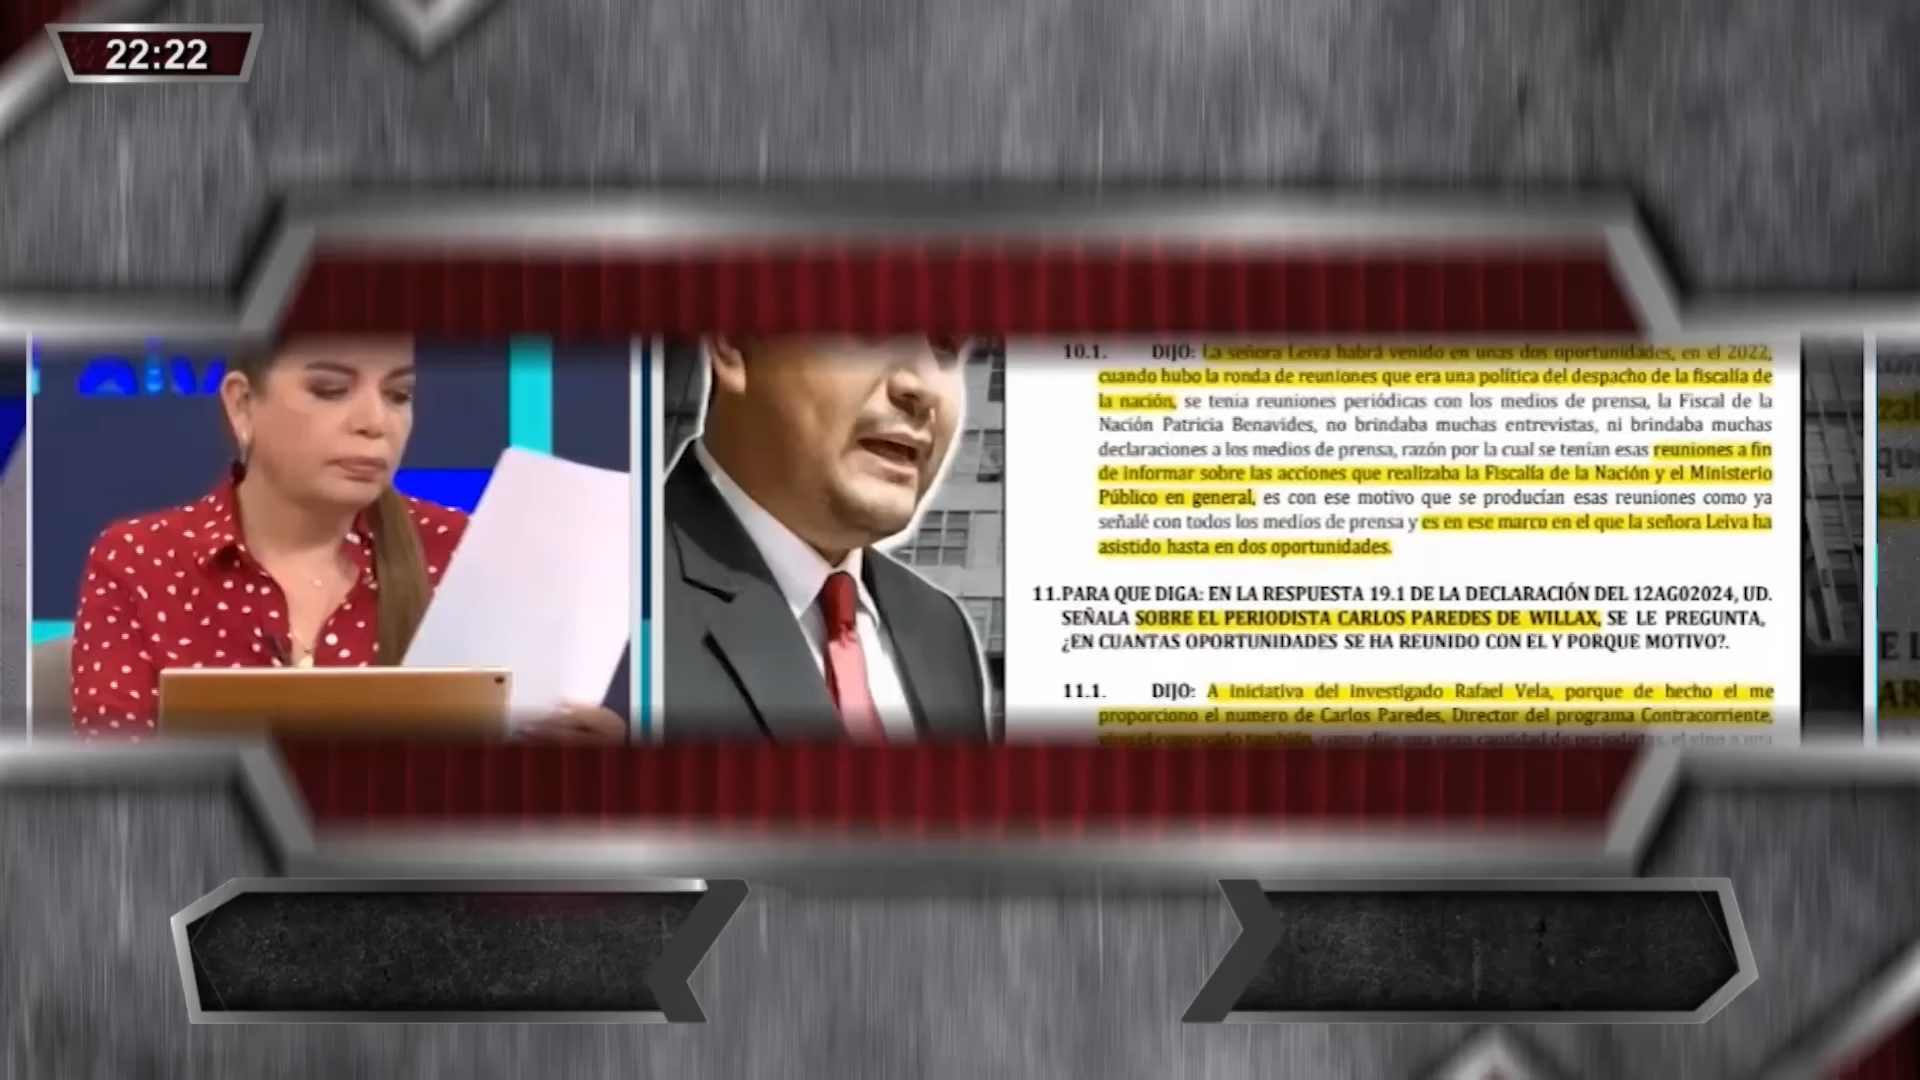 22:22
10.1. DIJO: La señora Leiva habrá venido en unas dos oportunidades, en el 2022,
cuando hubo la ronda de reuniones que era una política del despacho de la fiscalía de
la nación, se tenia reuniones periódicas con los medios de prensa, la Fiscal de la
Nación Patricia Benavides, no brindaba muchas entrevistas, ni brindaba muchas
declaraciones a los medios de prensa, razón por la cual se tenían esas reuniones a fin
de informar sobre las acciones que realizaba la Fiscalía de la Nación y el Ministerio
Público en general, es con ese motivo que se producían esas reuniones como ya
señalé con todos los medios de prensa y es en ese marco en el que la señora Leiva ha
asistido hasta en dos oportunidades.
11.PARA QUE DIGA: EN LA RESPUESTA 19.1 DE LA DECLARACIÓN DEL 12AGO2024, UD.
SEÑALA SOBRE EL PERIODISTA CARLOS PAREDES DE WILLAX, SE LE PREGUNTA,
¿EN CUANTAS OPORTUNIDADES SE HA REUNIDO CON EL Y PORQUE MOTIVO?.
11.1. DIJO: A iniciativa del investigado Rafael Vela, porque de hecho el me
proporciono el numero de Carlos Paredes, Director del programa Contracorriente,